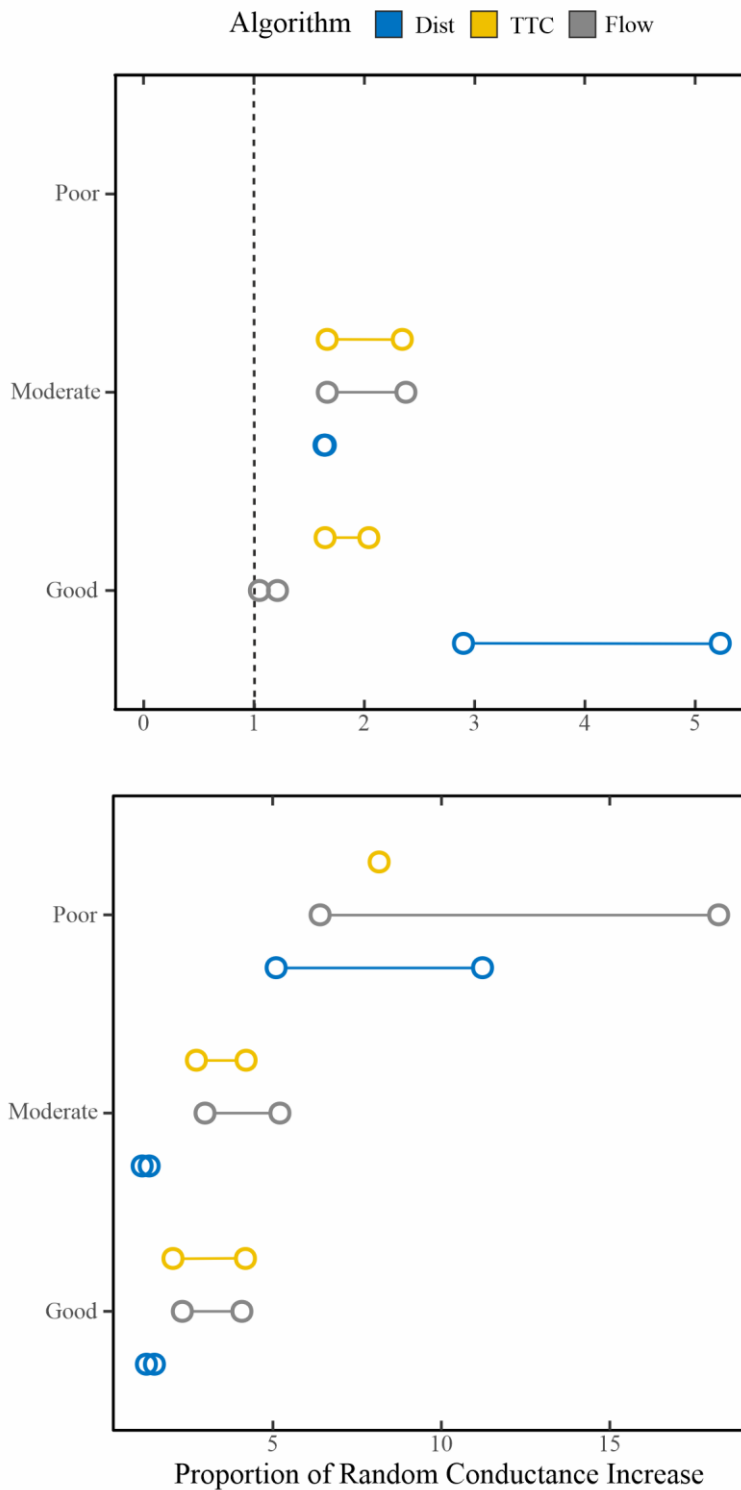 Algorithm Dist TTC Flow
Poor
Moderate
Good
0 1 2 3 4 5
Poor
Moderate
Good
5 10 15
Proportion of Random Conductance Increase